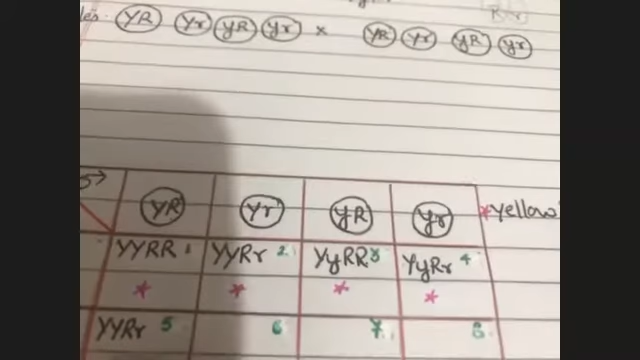 YR Yr yR yr × YR Yr yR yr
YR Yr yR yr *yellow
YYRR 1 YYRr 2 YyRR 3 YyRr 4
* * * *
YYRr 5 6 7 8